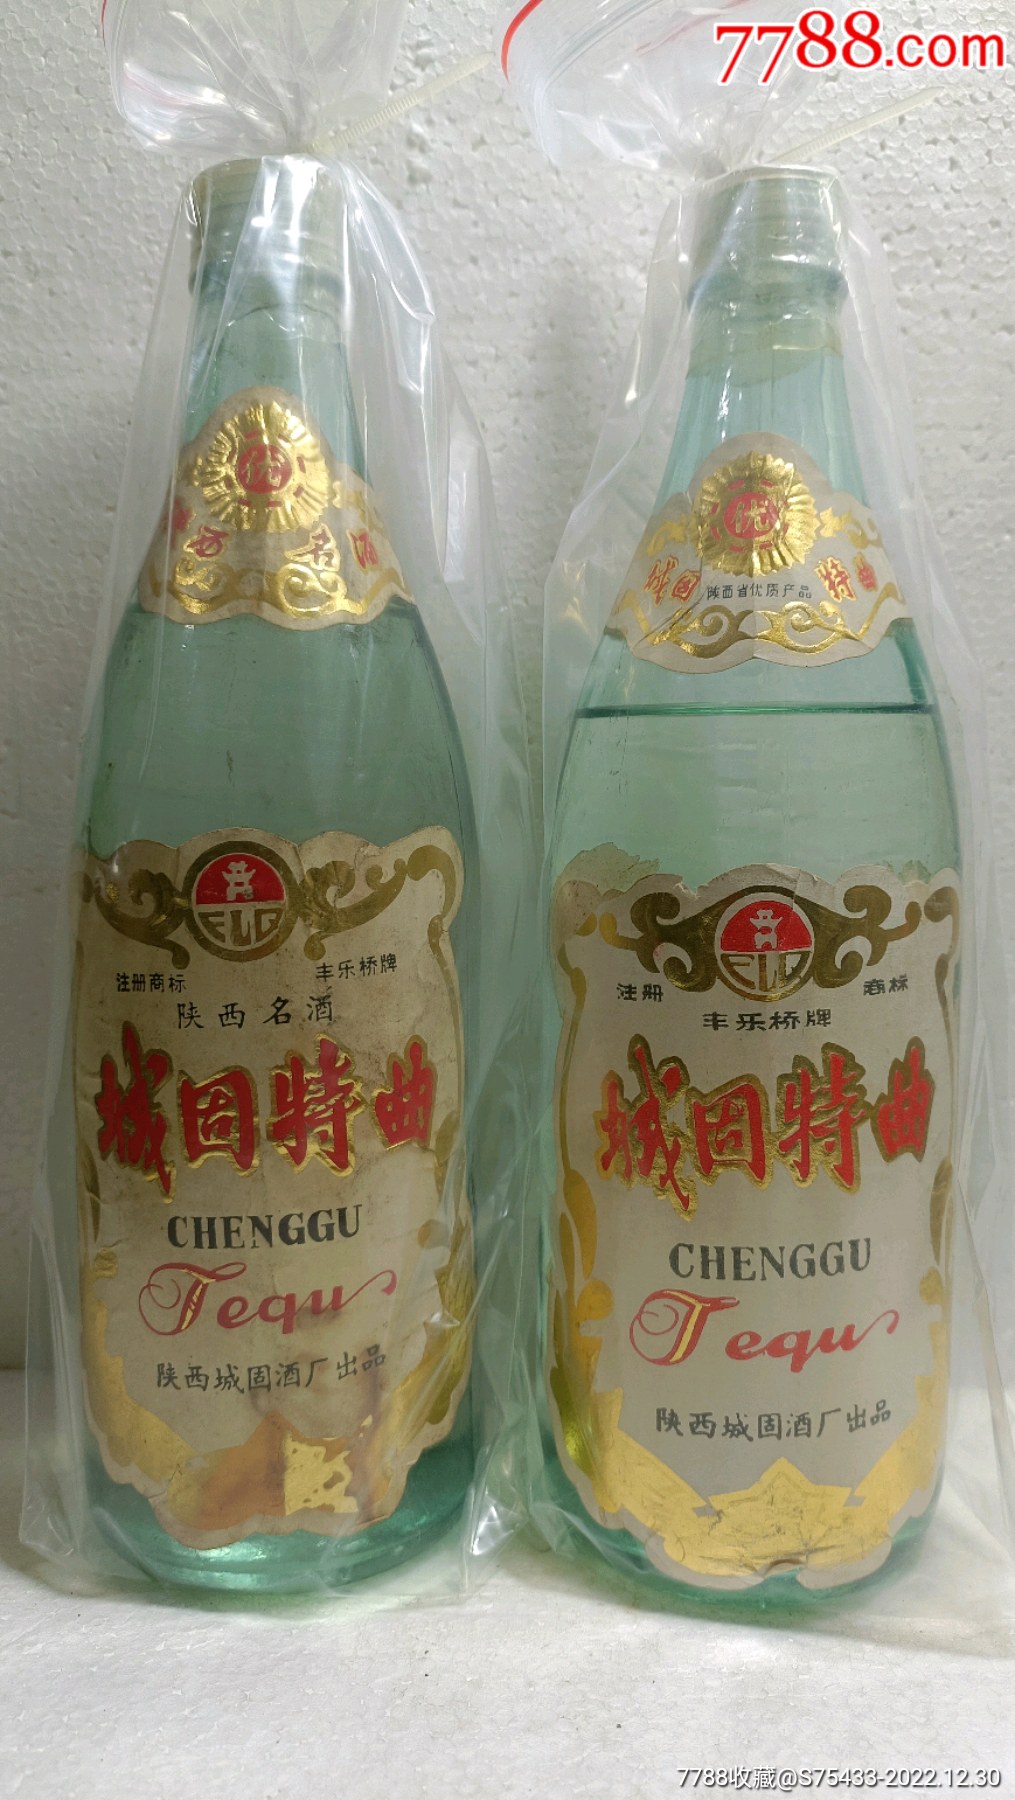 7788.com
优
陕西名酒
FLQ
注册商标
丰乐桥牌
陕西名酒
城固特曲
CHENGGU
Tequ
陕西城固酒厂出品
优
城固特曲
陕西省优质产品
FLQ
注册商标
丰乐桥牌
城固特曲
CHENGGU
Tequ
陕西城固酒厂出品
7788收藏@S75433-2022.12.30